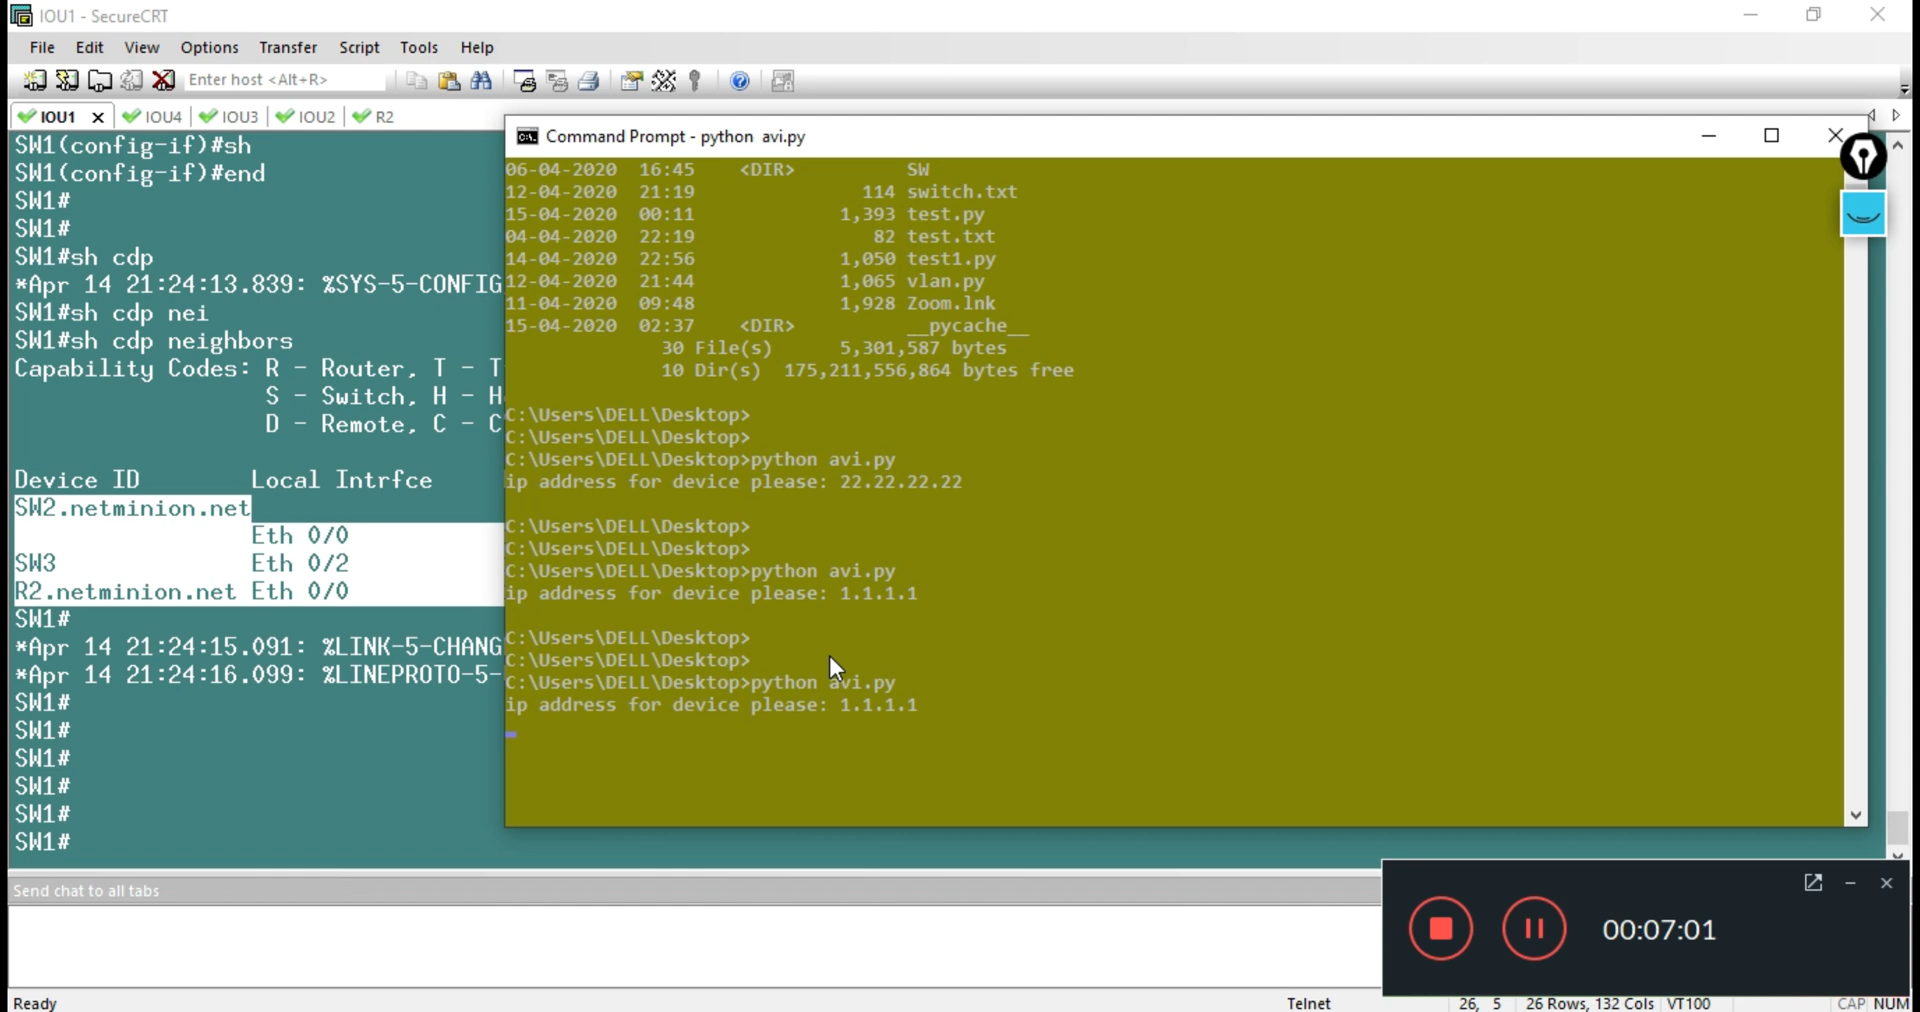 IOU1 - SecureCRT
File Edit View Options Transfer Script Tools Help
Enter host <Alt+R>
IOU1 IOU4 IOU3 IOU2 R2
SW1(config-if)#sh
SW1(config-if)#end
SW1#
SW1#
SW1#sh cdp
*Apr 14 21:24:13.839: %SYS-5-CONFIG
SW1#sh cdp nei
SW1#sh cdp neighbors
Capability Codes: R - Router, T - T
S - Switch, H - H
D - Remote, C - C
Device ID Local Intrfce
SW2.netminion.net
Eth 0/0
SW3 Eth 0/2
R2.netminion.net Eth 0/0
SW1#
*Apr 14 21:24:15.091: %LINK-5-CHANG
*Apr 14 21:24:16.099: %LINEPROTO-5-
SW1#
SW1#
SW1#
SW1#
SW1#
SW1#
Command Prompt - python avi.py
06-04-2020 16:45 <DIR> SW
12-04-2020 21:19 114 switch.txt
15-04-2020 00:11 1,393 test.py
04-04-2020 22:19 82 test.txt
14-04-2020 22:56 1,050 test1.py
12-04-2020 21:44 1,065 vlan.py
11-04-2020 09:48 1,928 Zoom.lnk
15-04-2020 02:37 <DIR> __pycache__
30 File(s) 5,301,587 bytes
10 Dir(s) 175,211,556,864 bytes free
C:\Users\DELL\Desktop>
C:\Users\DELL\Desktop>
C:\Users\DELL\Desktop>python avi.py
ip address for device please: 22.22.22.22
C:\Users\DELL\Desktop>
C:\Users\DELL\Desktop>
C:\Users\DELL\Desktop>python avi.py
ip address for device please: 1.1.1.1
C:\Users\DELL\Desktop>
C:\Users\DELL\Desktop>
C:\Users\DELL\Desktop>python avi.py
ip address for device please: 1.1.1.1
Send chat to all tabs
00:07:01
Ready Telnet 26, 5 26 Rows, 132 Cols VT100 CAP NUM